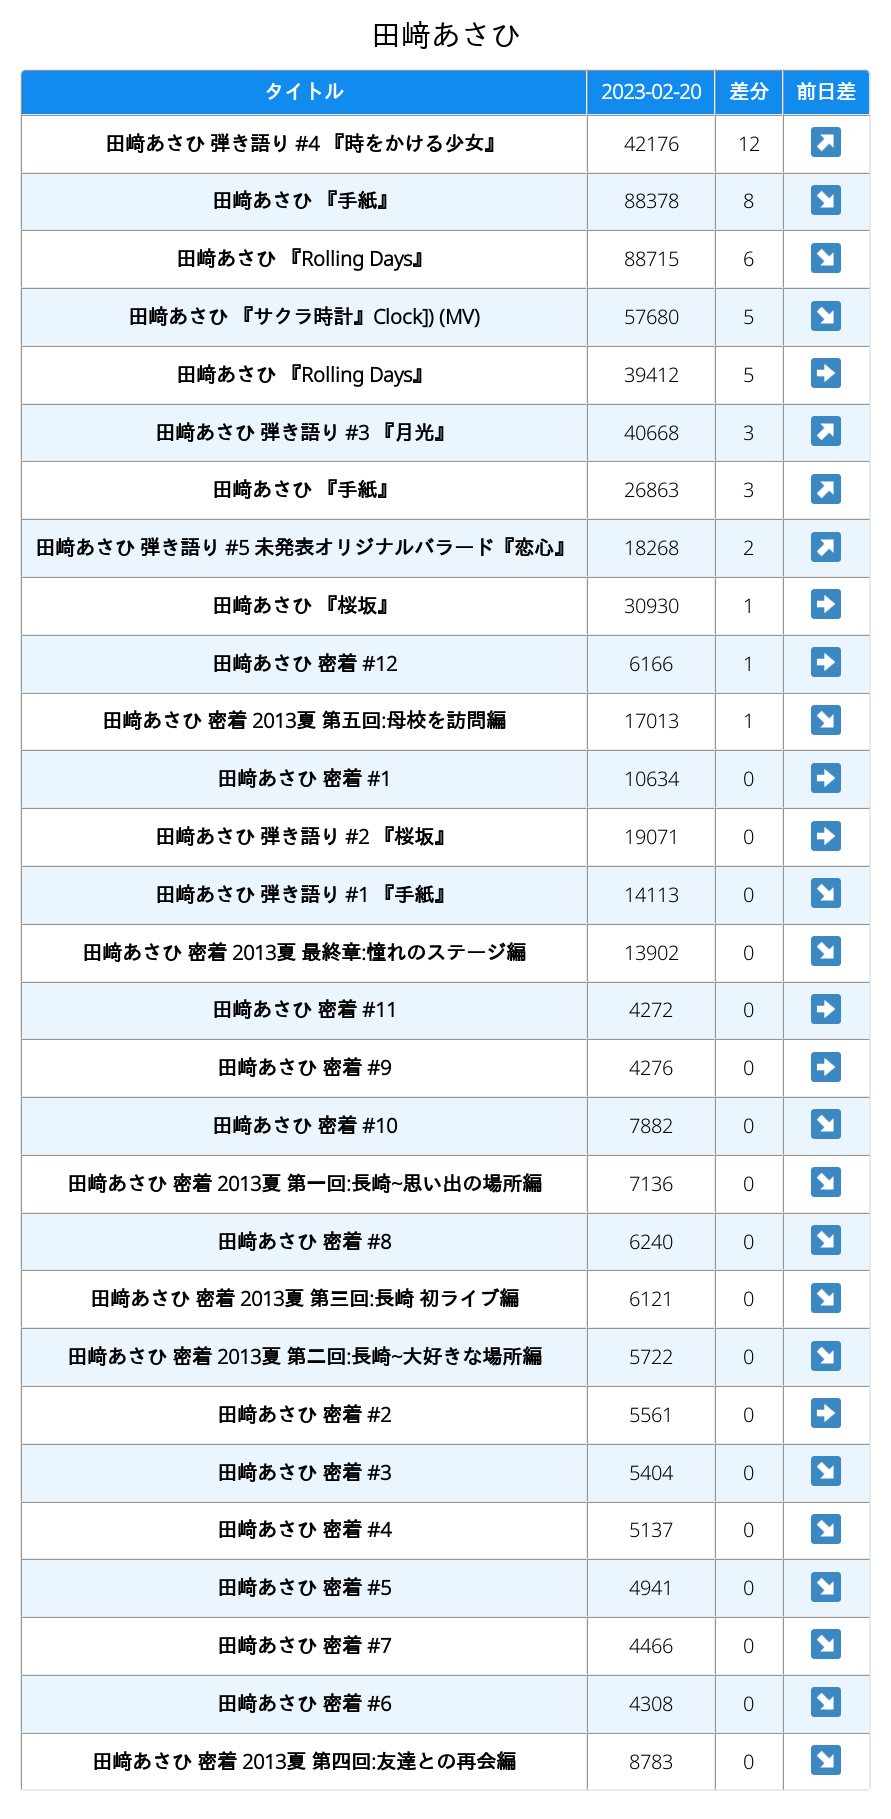 田﨑あさひ
タイトル 2023-02-20 差分 前日差
田﨑あさひ 弾き語り #4 『時をかける少女』 42176 12 ↗
田﨑あさひ 『手紙』 88378 8 ↘
田﨑あさひ 『Rolling Days』 88715 6 ↘
田﨑あさひ 『サクラ時計』Clock]) (MV) 57680 5 ↘
田﨑あさひ 『Rolling Days』 39412 5 ➡
田﨑あさひ 弾き語り #3 『月光』 40668 3 ↗
田﨑あさひ 『手紙』 26863 3 ↗
田﨑あさひ 弾き語り #5 未発表オリジナルバラード『恋心』 18268 2 ↗
田﨑あさひ 『桜坂』 30930 1 ➡
田﨑あさひ 密着 #12 6166 1 ➡
田﨑あさひ 密着 2013夏 第五回:母校を訪問編 17013 1 ↘
田﨑あさひ 密着 #1 10634 0 ➡
田﨑あさひ 弾き語り #2 『桜坂』 19071 0 ➡
田﨑あさひ 弾き語り #1 『手紙』 14113 0 ↘
田﨑あさひ 密着 2013夏 最終章:憧れのステージ編 13902 0 ↘
田﨑あさひ 密着 #11 4272 0 ➡
田﨑あさひ 密着 #9 4276 0 ➡
田﨑あさひ 密着 #10 7882 0 ↘
田﨑あさひ 密着 2013夏 第一回:長崎~思い出の場所編 7136 0 ↘
田﨑あさひ 密着 #8 6240 0 ↘
田﨑あさひ 密着 2013夏 第三回:長崎 初ライブ編 6121 0 ↘
田﨑あさひ 密着 2013夏 第二回:長崎~大好きな場所編 5722 0 ↘
田﨑あさひ 密着 #2 5561 0 ➡
田﨑あさひ 密着 #3 5404 0 ↘
田﨑あさひ 密着 #4 5137 0 ↘
田﨑あさひ 密着 #5 4941 0 ↘
田﨑あさひ 密着 #7 4466 0 ↘
田﨑あさひ 密着 #6 4308 0 ↘
田﨑あさひ 密着 2013夏 第四回:友達との再会編 8783 0 ↘